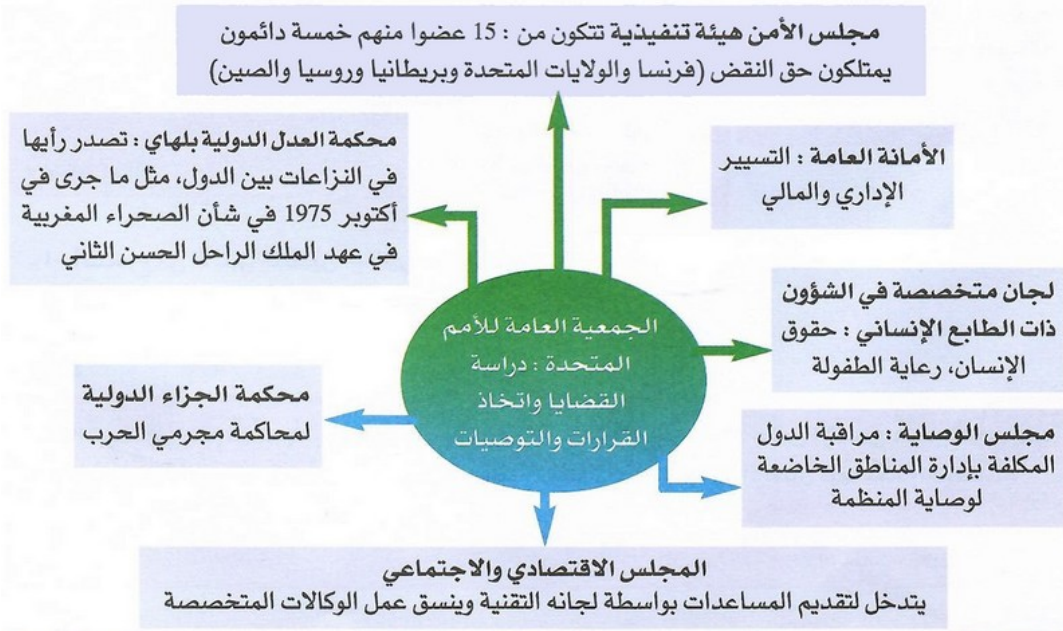 مجلس الأمن هيئة تنفيذية تتكون من : 15 عضوا منهم خمسة دائمون
يمتلكون حق النقض (فرنسا والولايات المتحدة وبريطانيا وروسيا والصين)
الأمانة العامة : التسيير
الإداري والمالي
محكمة العدل الدولية بلهاي : تصدر رأيها
في النزاعات بين الدول، مثل ما جرى في
أكتوبر 1975 في شأن الصحراء المغربية
في عهد الملك الراحل الحسن الثاني
لجان متخصصة في الشؤون
ذات الطابع الإنساني : حقوق
الإنسان، رعاية الطفولة
الجمعية العامة للأمم
المتحدة : دراسة
القضايا واتخاذ
القرارات والتوصيات
محكمة الجزاء الدولية
لمحاكمة مجرمي الحرب
مجلس الوصاية : مراقبة الدول
المكلفة بإدارة المناطق الخاضعة
لوصاية المنظمة
المجلس الاقتصادي والاجتماعي
يتدخل لتقديم المساعدات بواسطة لجانه التقنية وينسق عمل الوكالات المتخصصة